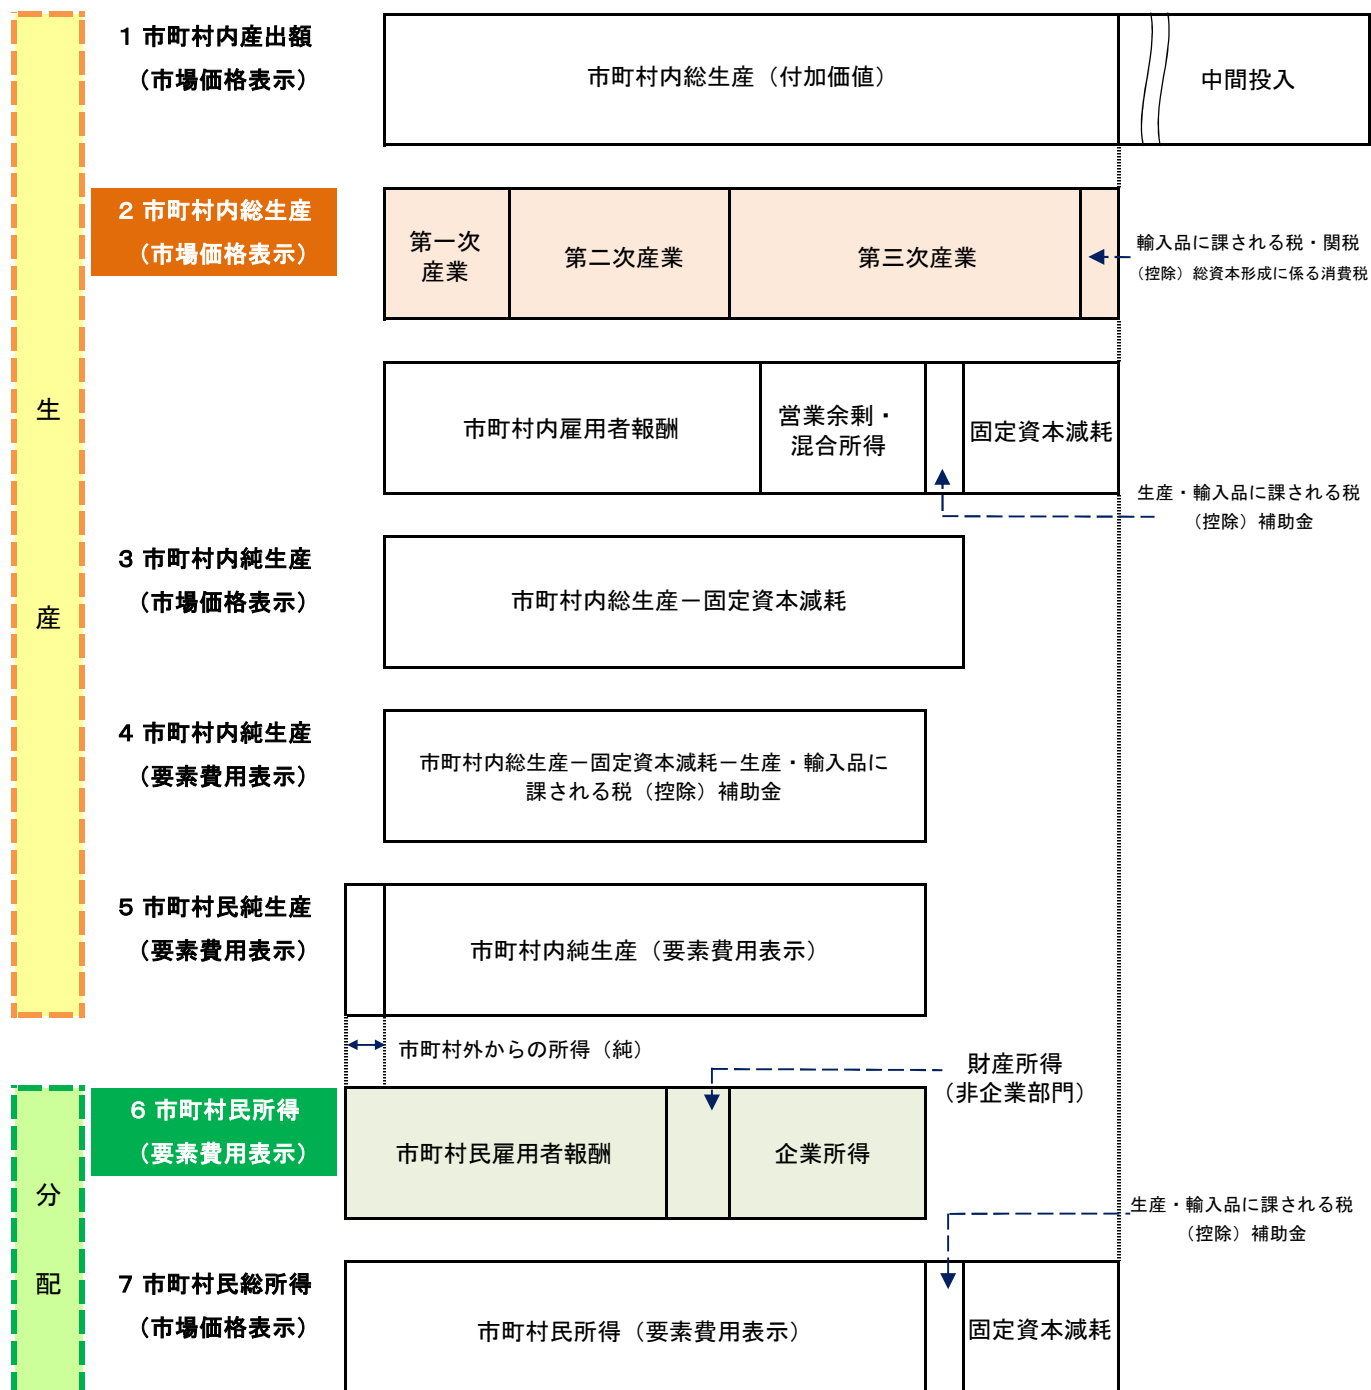 生
産
1 市町村内産出額
（市場価格表示）
市町村内総生産（付加価値）
中間投入
2 市町村内総生産
（市場価格表示）
第一次
産業
第二次産業
第三次産業
輸入品に課される税・関税
（控除）総資本形成に係る消費税
市町村内雇用者報酬
営業余剰・
混合所得
固定資本減耗
生産・輸入品に課される税
（控除）補助金
3 市町村内純生産
（市場価格表示）
市町村内総生産－固定資本減耗
4 市町村内純生産
（要素費用表示）
市町村内総生産－固定資本減耗－生産・輸入品に
課される税（控除）補助金
5 市町村民純生産
（要素費用表示）
市町村内純生産（要素費用表示）
市町村外からの所得（純）
財産所得
（非企業部門）
分
配
6 市町村民所得
（要素費用表示）
市町村民雇用者報酬
企業所得
生産・輸入品に課される税
（控除）補助金
7 市町村民総所得
（市場価格表示）
市町村民所得（要素費用表示）
固定資本減耗